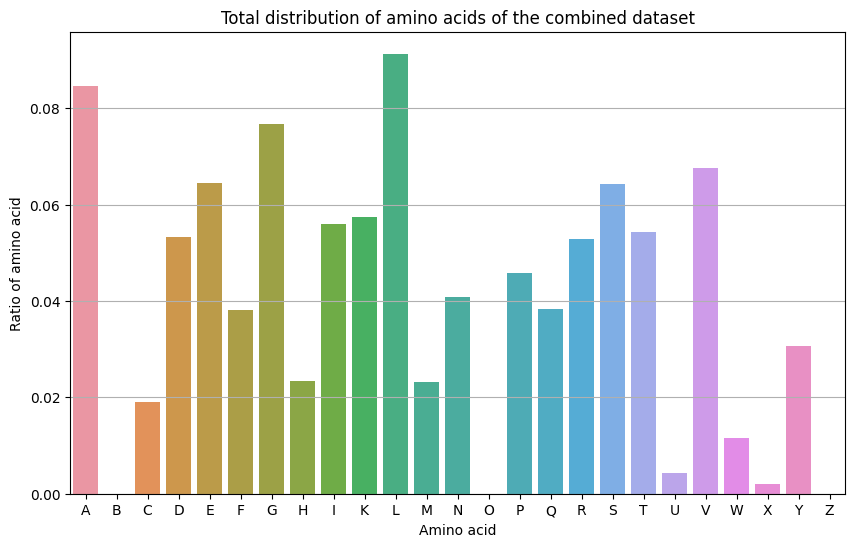 Total distribution of amino acids of the combined dataset
Ratio of amino acid
0.08
0.06
0.04
0.02
0.00
A B C D E F G H I K L M N O P Q R S T U V W X Y Z
Amino acid